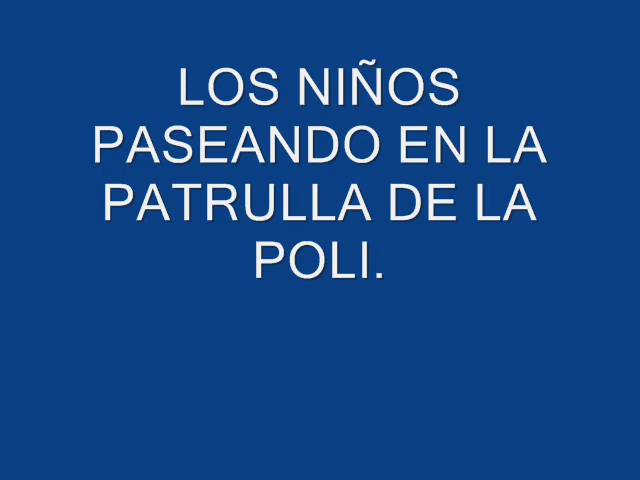 LOS NIÑOS
PASEANDO EN LA
PATRULLA DE LA
POLI.